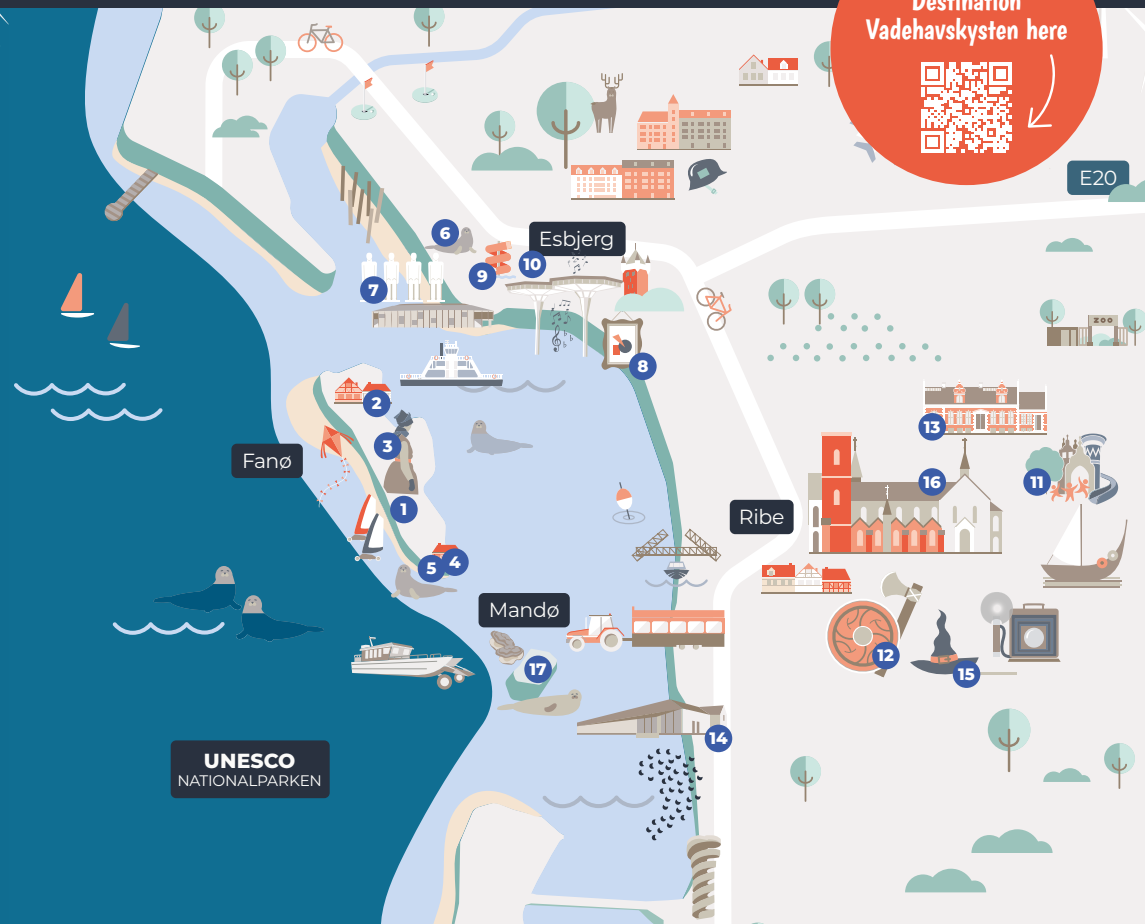 Destination
Vadehavskysten here
E20
6
Esbjerg
9
10
7
ZOO
8
2
13
3
Fanø
16
11
1
Ribe
5
4
Mandø
12
17
15
14
UNESCO
NATIONALPARKEN